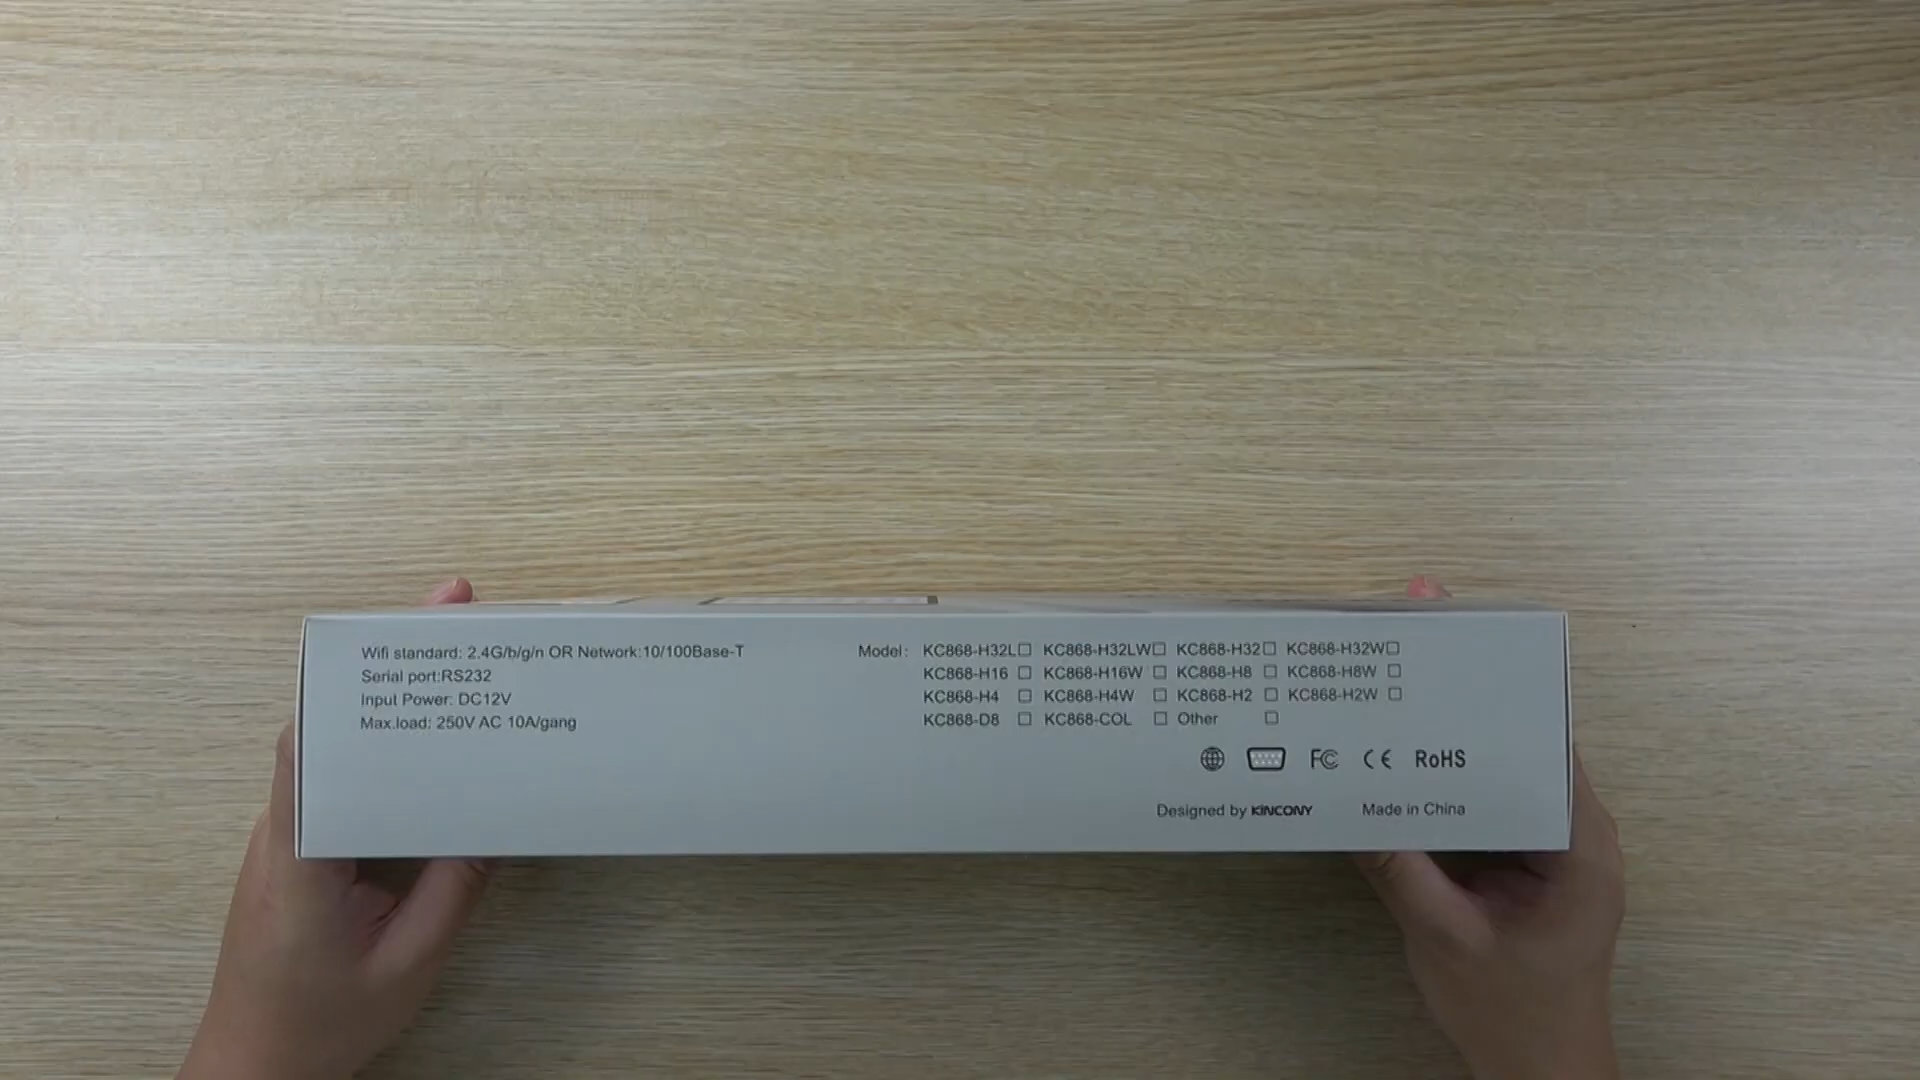 Wifi standard: 2.4G/b/g/n OR Network:10/100Base-T
Serial port:RS232
Input Power: DC12V
Max.load: 250V AC 10A/gang
Model: KC868-H32L☐ KC868-H32LW☐ KC868-H32☐ KC868-H32W☐
KC868-H16 ☐ KC868-H16W ☐ KC868-H8 ☐ KC868-H8W ☐
KC868-H4 ☐ KC868-H4W ☐ KC868-H2 ☐ KC868-H2W ☐
KC868-D8 ☐ KC868-COL ☐ Other ☐
FC CE RoHS
Designed by KINCONY Made in China